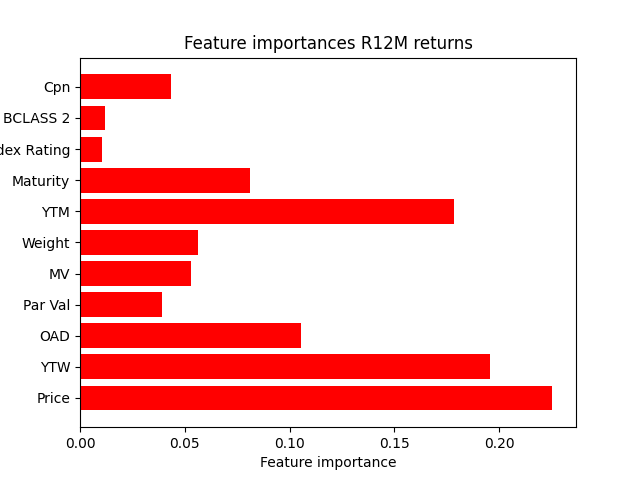 Feature importances R12M returns
Cpn
BCLASS 2
dex Rating
Maturity
YTM
Weight
MV
Par Val
OAD
YTW
Price
0.00 0.05 0.10 0.15 0.20
Feature importance